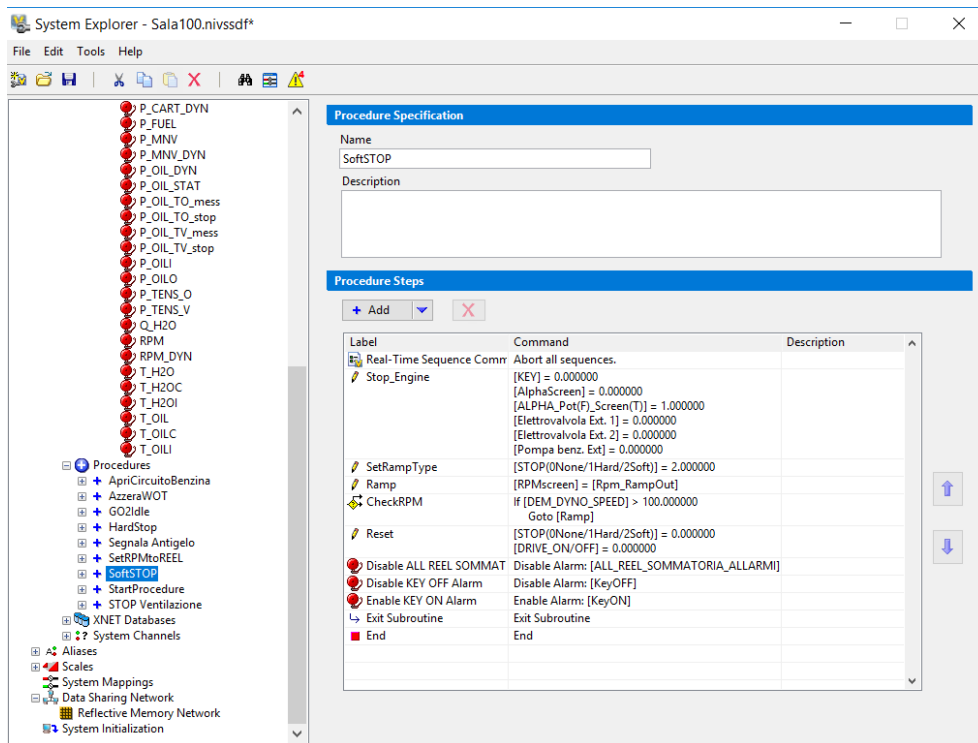 System Explorer - Sala100.nivssdf*
File Edit Tools Help
P_CART_DYN
P_FUEL
P_MNV
P_MNV_DYN
P_OIL_DYN
P_OIL_STAT
P_OIL_TO_mess
P_OIL_TO_stop
P_OIL_TV_mess
P_OIL_TV_stop
P_OILI
P_OILO
P_TENS_O
P_TENS_V
Q_H2O
RPM
RPM_DYN
T_H2O
T_H2OC
T_H2OI
T_OIL
T_OILC
T_OILI
Procedures
ApriCircuitoBenzina
AzzeraWOT
GO2Idle
HardStop
Segnala Antigelo
SetRPMtoREEL
SoftSTOP
StartProcedure
STOP Ventilazione
XNET Databases
System Channels
Aliases
Scales
System Mappings
Data Sharing Network
Reflective Memory Network
System Initialization
Procedure Specification
Name
SoftSTOP
Description
Procedure Steps
Add
Label Command Description
Real-Time Sequence Comm Abort all sequences.
Stop_Engine [KEY] = 0.000000
[AlphaScreen] = 0.000000
[ALPHA_Pot(F)_Screen(T)] = 1.000000
[Elettrovalvola Ext. 1] = 0.000000
[Elettrovalvola Ext. 2] = 0.000000
[Pompa benz. Ext] = 0.000000
SetRampType [STOP(0None/1Hard/2Soft)] = 2.000000
Ramp [RPMscreen] = [Rpm_RampOut]
CheckRPM If [DEM_DYNO_SPEED] > 100.000000
Goto [Ramp]
Reset [STOP(0None/1Hard/2Soft)] = 0.000000
[DRIVE_ON/OFF] = 0.000000
Disable ALL REEL SOMMAT Disable Alarm: [ALL_REEL_SOMMATORIA_ALLARMI]
Disable KEY OFF Alarm Disable Alarm: [KeyOFF]
Enable KEY ON Alarm Enable Alarm: [KeyON]
Exit Subroutine Exit Subroutine
End End